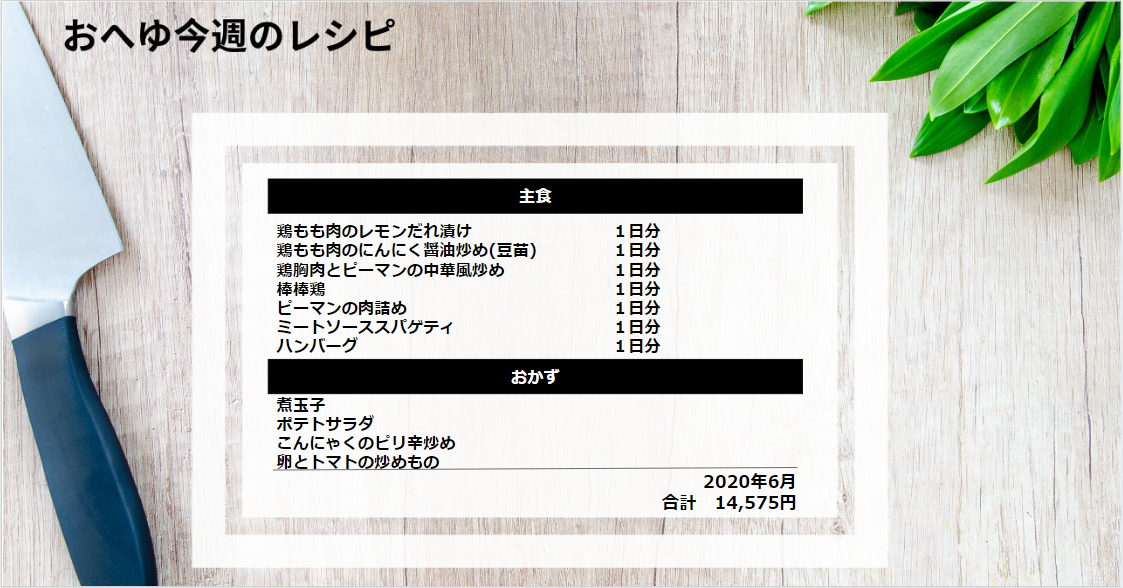 おへゆ今週のレシピ
主食
鶏もも肉のレモンだれ漬け　１日分
鶏もも肉のにんにく醤油炒め(豆苗)　１日分
鶏胸肉とピーマンの中華風炒め　１日分
棒棒鶏　１日分
ピーマンの肉詰め　１日分
ミートソーススパゲティ　１日分
ハンバーグ　１日分
おかず
煮玉子
ポテトサラダ
こんにゃくのピリ辛炒め
卵とトマトの炒めもの
2020年6月
合計　14,575円